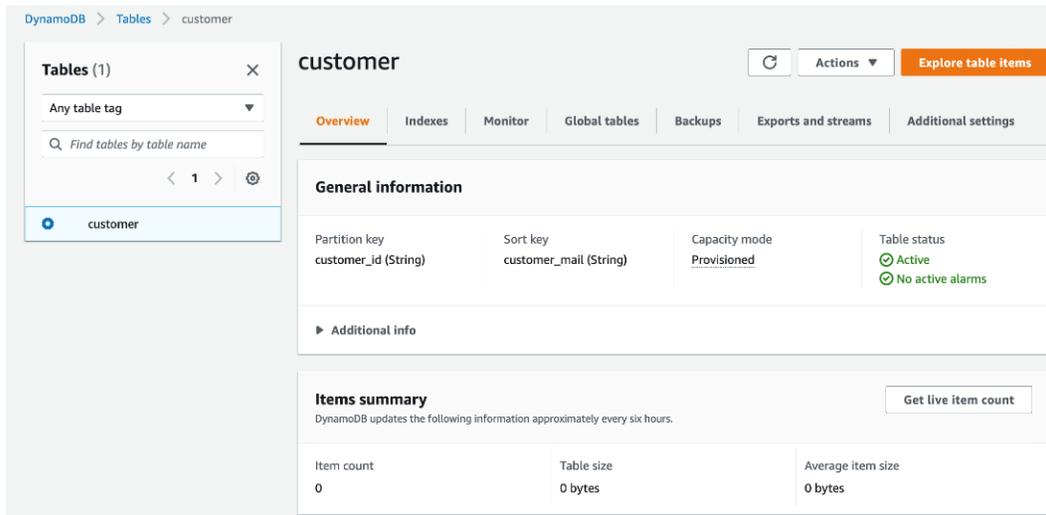 DynamoDB > Tables > customer
Tables (1)
Any table tag
Find tables by table name
1
customer
customer
Actions
Explore table items
Overview Indexes Monitor Global tables Backups Exports and streams Additional settings
General information
Partition key Sort key Capacity mode Table status
customer_id (String) customer_mail (String) Provisioned Active
No active alarms
Additional info
Items summary
Get live item count
DynamoDB updates the following information approximately every six hours.
Item count Table size Average item size
0 0 bytes 0 bytes